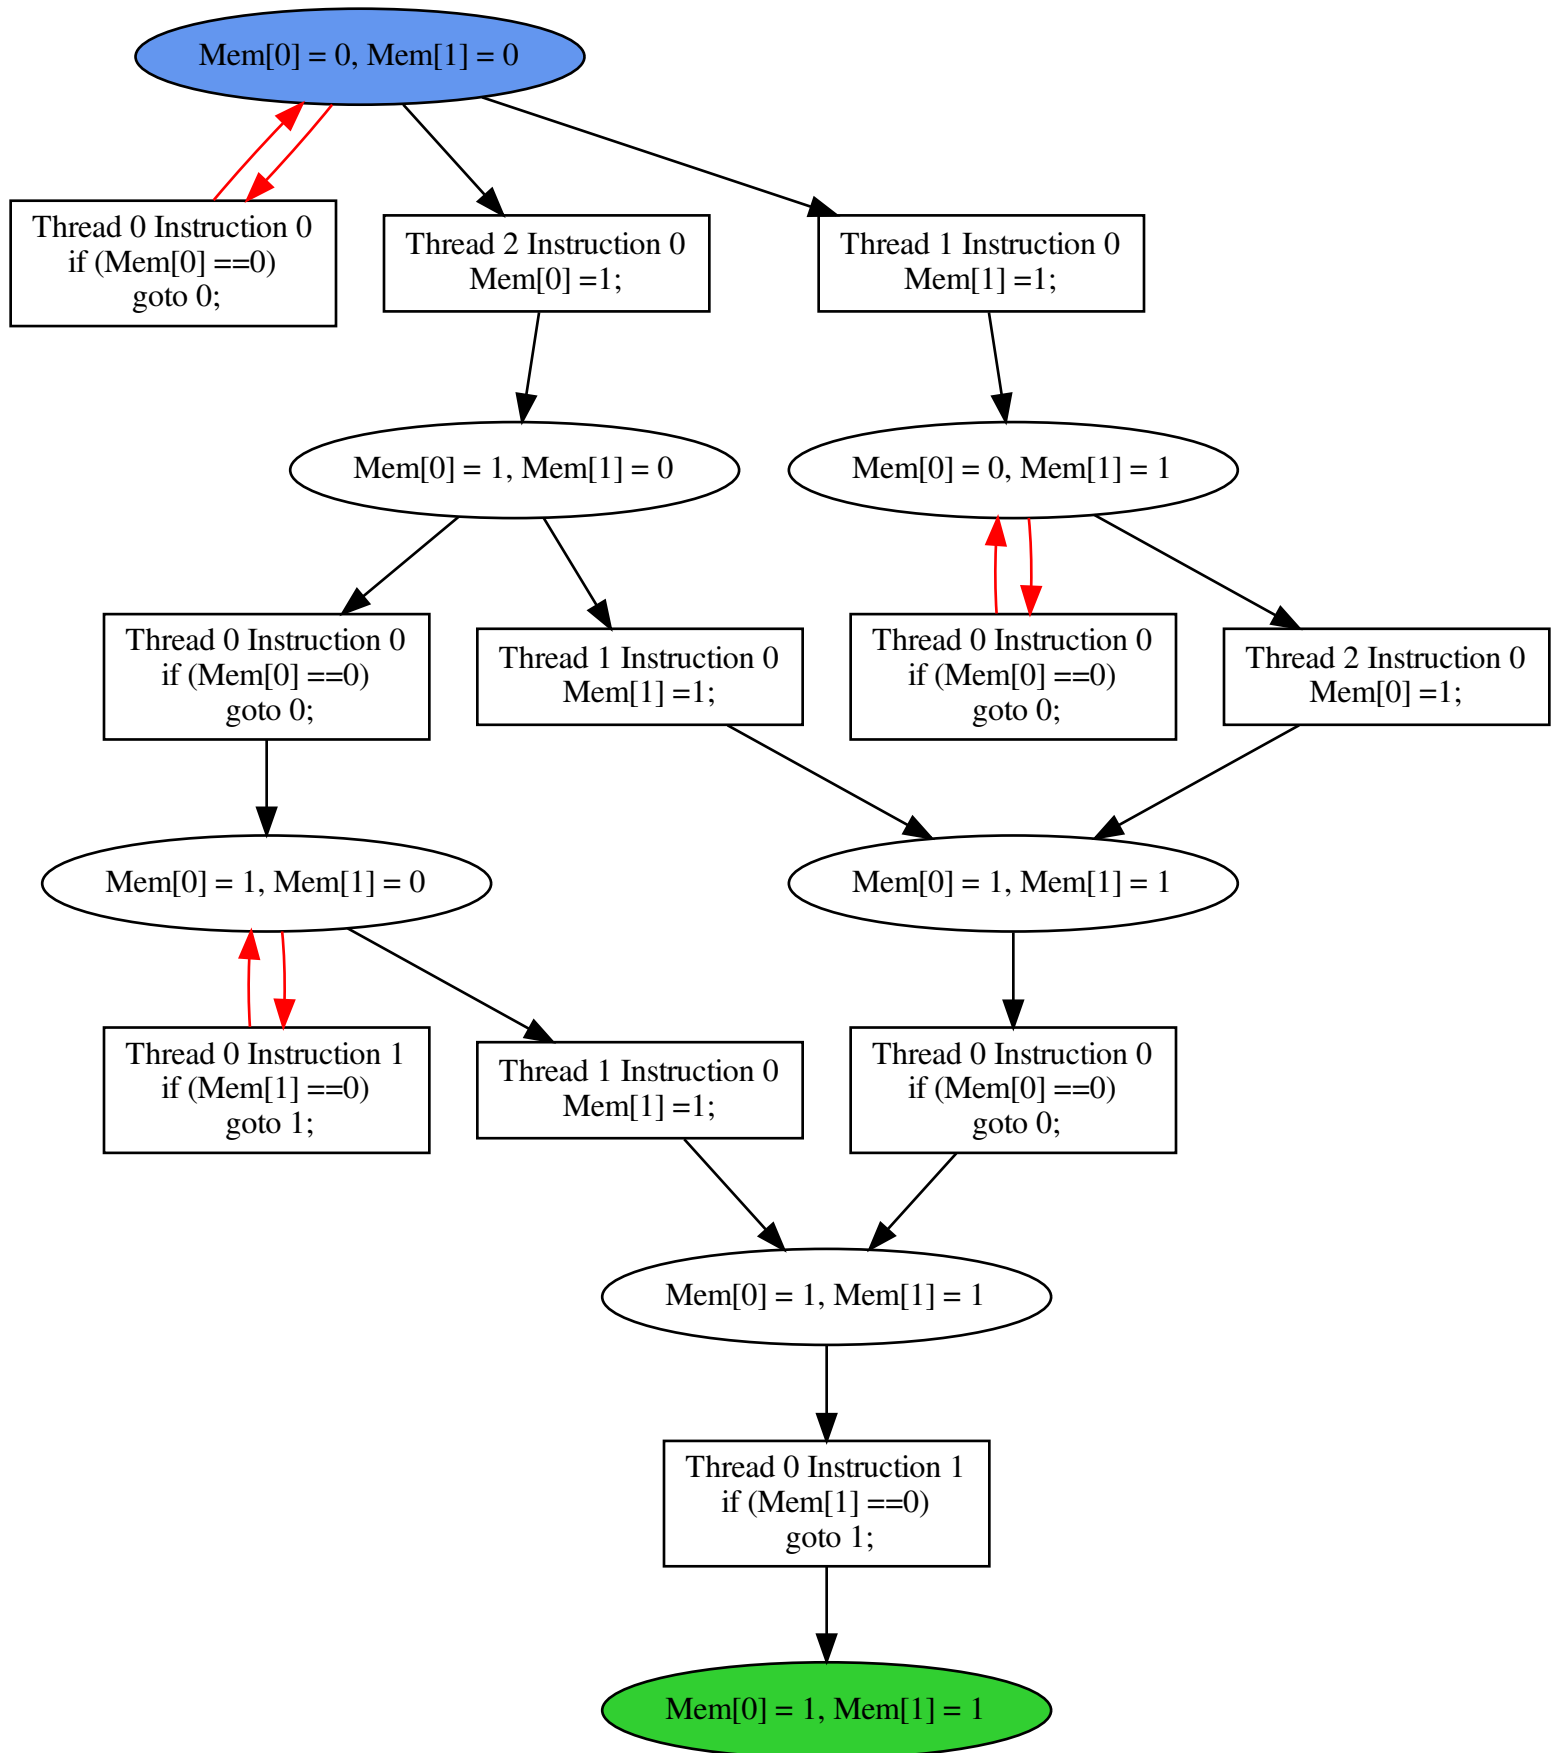 Mem[0] = 0, Mem[1] = 0
Thread 0 Instruction 0
if (Mem[0] ==0)
goto 0;
Thread 2 Instruction 0
Mem[0] =1;
Thread 1 Instruction 0
Mem[1] =1;
Mem[0] = 1, Mem[1] = 0
Mem[0] = 0, Mem[1] = 1
Thread 0 Instruction 0
if (Mem[0] ==0)
goto 0;
Thread 1 Instruction 0
Mem[1] =1;
Thread 0 Instruction 0
if (Mem[0] ==0)
goto 0;
Thread 2 Instruction 0
Mem[0] =1;
Mem[0] = 1, Mem[1] = 0
Mem[0] = 1, Mem[1] = 1
Thread 0 Instruction 1
if (Mem[1] ==0)
goto 1;
Thread 1 Instruction 0
Mem[1] =1;
Thread 0 Instruction 0
if (Mem[0] ==0)
goto 0;
Mem[0] = 1, Mem[1] = 1
Thread 0 Instruction 1
if (Mem[1] ==0)
goto 1;
Mem[0] = 1, Mem[1] = 1